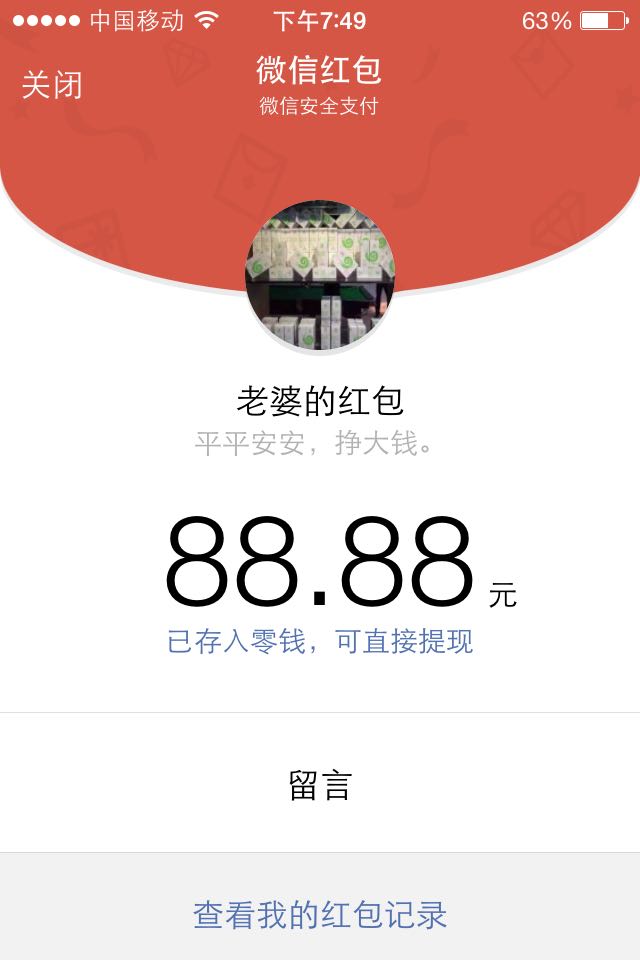 中国移动 下午7:49 63%
关闭
微信红包
微信安全支付
老婆的红包
平平安安，挣大钱。
88.88 元
已存入零钱，可直接提现
留言
查看我的红包记录